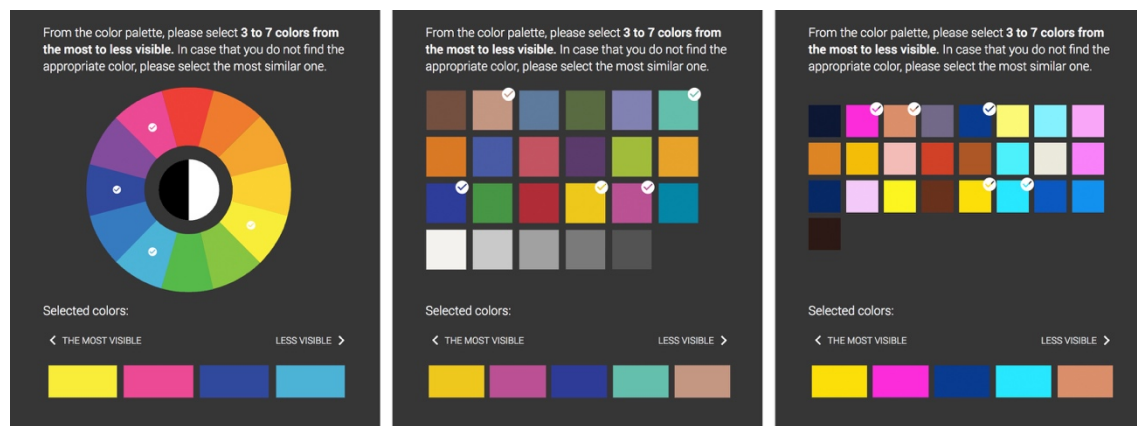 From the color palette, please select 3 to 7 colors from
the most to less visible. In case that you do not find the
appropriate color, please select the most similar one.
Selected colors:
THE MOST VISIBLE
LESS VISIBLE
From the color palette, please select 3 to 7 colors from
the most to less visible. In case that you do not find the
appropriate color, please select the most similar one.
Selected colors:
THE MOST VISIBLE
LESS VISIBLE
From the color palette, please select 3 to 7 colors from
the most to less visible. In case that you do not find the
appropriate color, please select the most similar one.
Selected colors:
THE MOST VISIBLE
LESS VISIBLE